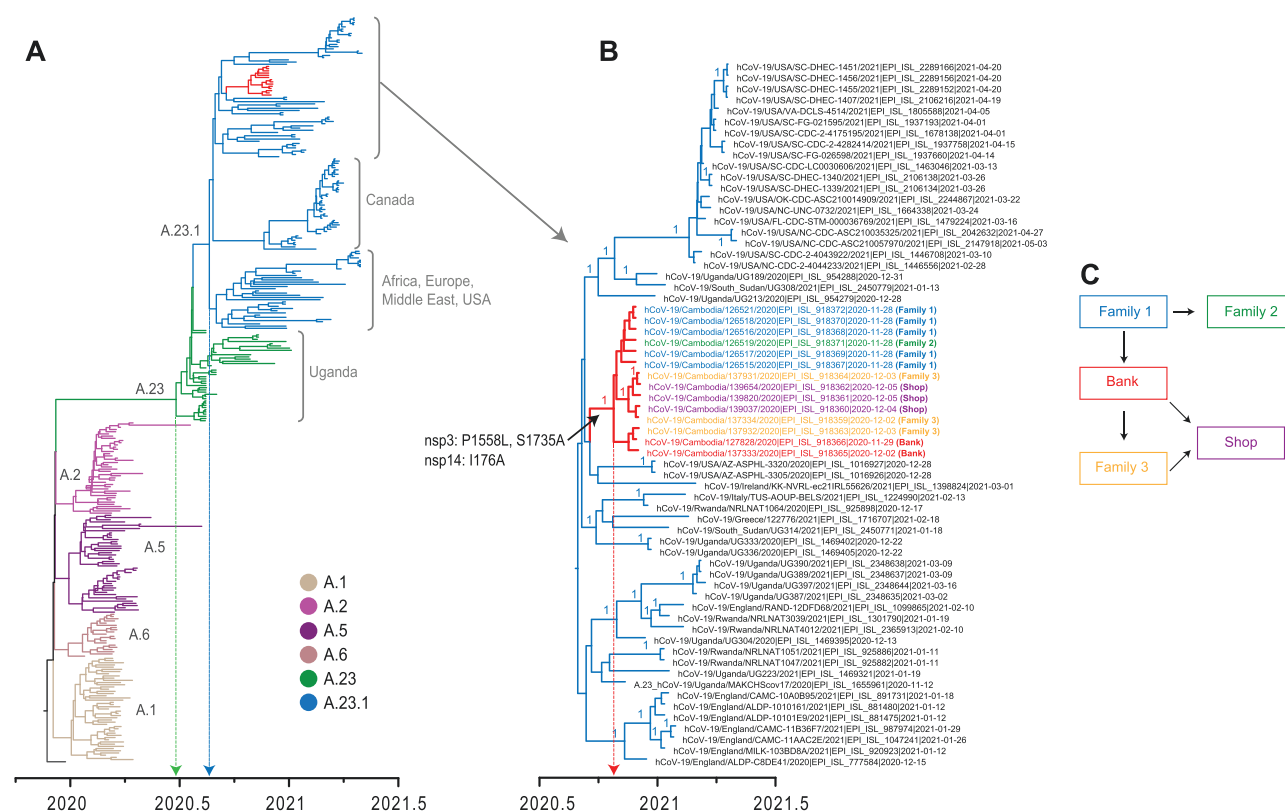 A
A.23.1
Canada
Africa, Europe,
Middle East, USA
Uganda
A.23
A.2
A.5
A.6
A.1
A.1
A.2
A.5
A.6
A.23
A.23.1
2020
2020.5
2021
2021.5
B
1
hCoV-19/USA/SC-DHEC-1451/2021|EPI_ISL_2289166|2021-04-20
hCoV-19/USA/SC-DHEC-1456/2021|EPI_ISL_2289156|2021-04-20
hCoV-19/USA/SC-DHEC-1455/2021|EPI_ISL_2289152|2021-04-20
hCoV-19/USA/SC-DHEC-1407/2021|EPI_ISL_2106216|2021-04-19
1 hCoV-19/USA/VA-DCLS-4514/2021|EPI_ISL_1805588|2021-04-05
hCoV-19/USA/SC-FG-021595/2021|EPI_ISL_1937193|2021-04-01
1 hCoV-19/USA/SC-CDC-2-4175195/2021|EPI_ISL_1678138|2021-04-01
1 hCoV-19/USA/SC-CDC-2-4282414/2021|EPI_ISL_1937758|2021-04-15
hCoV-19/USA/SC-FG-026598/2021|EPI_ISL_1937660|2021-04-14
hCoV-19/USA/SC-CDC-LC0030606/2021|EPI_ISL_1463046|2021-03-13
1 hCoV-19/USA/SC-DHEC-1340/2021|EPI_ISL_2106138|2021-03-26
hCoV-19/USA/SC-DHEC-1339/2021|EPI_ISL_2106134|2021-03-26
1 hCoV-19/USA/OK-CDC-ASC210014909/2021|EPI_ISL_2244867|2021-03-22
hCoV-19/USA/NC-UNC-0732/2021|EPI_ISL_1664338|2021-03-24
1 hCoV-19/USA/FL-CDC-STM-000036769/2021|EPI_ISL_1479224|2021-03-16
1 hCoV-19/USA/NC-CDC-ASC210035325/2021|EPI_ISL_2042632|2021-04-27
1 hCoV-19/USA/NC-CDC-ASC210057970/2021|EPI_ISL_2147918|2021-05-03
1 hCoV-19/USA/SC-CDC-2-4043922/2021|EPI_ISL_1446708|2021-03-10
hCoV-19/USA/NC-CDC-2-4044233/2021|EPI_ISL_1446556|2021-02-28
1 hCoV-19/Uganda/UG189/2020|EPI_ISL_954288|2020-12-31
hCoV-19/South_Sudan/UG308/2021|EPI_ISL_2450779|2021-01-13
hCoV-19/Uganda/UG213/2020|EPI_ISL_954279|2020-12-28
hCoV-19/Cambodia/126521/2020|EPI_ISL_918372|2020-11-28 (Family 1)
hCoV-19/Cambodia/126518/2020|EPI_ISL_918370|2020-11-28 (Family 1)
hCoV-19/Cambodia/126516/2020|EPI_ISL_918368|2020-11-28 (Family 1)
hCoV-19/Cambodia/126519/2020|EPI_ISL_918371|2020-11-28 (Family 2)
hCoV-19/Cambodia/126517/2020|EPI_ISL_918369|2020-11-28 (Family 1)
hCoV-19/Cambodia/126515/2020|EPI_ISL_918367|2020-11-28 (Family 1)
1 hCoV-19/Cambodia/137931/2020|EPI_ISL_918364|2020-12-03 (Family 3)
hCoV-19/Cambodia/139654/2020|EPI_ISL_918362|2020-12-05 (Shop)
1 hCoV-19/Cambodia/139820/2020|EPI_ISL_918361|2020-12-05 (Shop)
hCoV-19/Cambodia/139037/2020|EPI_ISL_918360|2020-12-04 (Shop)
hCoV-19/Cambodia/137334/2020|EPI_ISL_918359|2020-12-02 (Family 3)
hCoV-19/Cambodia/137932/2020|EPI_ISL_918363|2020-12-03 (Family 3)
hCoV-19/Cambodia/127828/2020|EPI_ISL_918366|2020-11-29 (Bank)
hCoV-19/Cambodia/137333/2020|EPI_ISL_918365|2020-12-02 (Bank)
nsp3: P1558L, S1735A
nsp14: I176A
1 hCoV-19/USA/AZ-ASPHL-3320/2020|EPI_ISL_1016927|2020-12-28
hCoV-19/USA/AZ-ASPHL-3305/2020|EPI_ISL_1016926|2020-12-28
hCoV-19/Ireland/KK-NVRL-ec21IRL55626/2021|EPI_ISL_1398824|2021-03-01
1 hCoV-19/Italy/TUS-AOUP-BELS/2021|EPI_ISL_1224990|2021-02-13
hCoV-19/Rwanda/NRLNAT1064/2020|EPI_ISL_925898|2020-12-17
hCoV-19/Greece/122776/2021|EPI_ISL_1716707|2021-02-18
hCoV-19/South_Sudan/UG314/2021|EPI_ISL_2450771|2021-01-18
1 hCoV-19/Uganda/UG333/2020|EPI_ISL_1469402|2020-12-22
hCoV-19/Uganda/UG336/2020|EPI_ISL_1469405|2020-12-22
1 hCoV-19/Uganda/UG390/2021|EPI_ISL_2348638|2021-03-09
hCoV-19/Uganda/UG389/2021|EPI_ISL_2348637|2021-03-09
1 hCoV-19/Uganda/UG397/2021|EPI_ISL_2348644|2021-03-16
hCoV-19/Uganda/UG387/2021|EPI_ISL_2348635|2021-03-02
1 hCoV-19/England/RAND-12DFD68/2021|EPI_ISL_1099865|2021-02-10
hCoV-19/Rwanda/NRLNAT3039/2021|EPI_ISL_1301790|2021-01-19
hCoV-19/Rwanda/NRLNAT4012/2021|EPI_ISL_2365913|2021-02-10
hCoV-19/Uganda/UG304/2020|EPI_ISL_1469395|2020-12-13
1 hCoV-19/Rwanda/NRLNAT1051/2021|EPI_ISL_925886|2021-01-11
hCoV-19/Rwanda/NRLNAT1047/2021|EPI_ISL_925882|2021-01-11
hCoV-19/Uganda/UG223/2021|EPI_ISL_1469321|2021-01-19
A.23_hCoV-19/Uganda/MAKCHScov17/2020|EPI_ISL_1655961|2020-11-12
1 hCoV-19/England/CAMC-10A0B95/2021|EPI_ISL_891731|2021-01-18
hCoV-19/England/ALDP-1010161/2021|EPI_ISL_881480|2021-01-12
hCoV-19/England/ALDP-10101E9/2021|EPI_ISL_881475|2021-01-12
1 hCoV-19/England/CAMC-11B36F7/2021|EPI_ISL_987974|2021-01-29
hCoV-19/England/CAMC-11AAC2E/2021|EPI_ISL_1047241|2021-01-26
hCoV-19/England/MILK-103BD8A/2021|EPI_ISL_920923|2021-01-12
hCoV-19/England/ALDP-C8DE41/2020|EPI_ISL_777584|2020-12-15
2020.5
2021
2021.5
C
Family 1
Family 2
Bank
Shop
Family 3